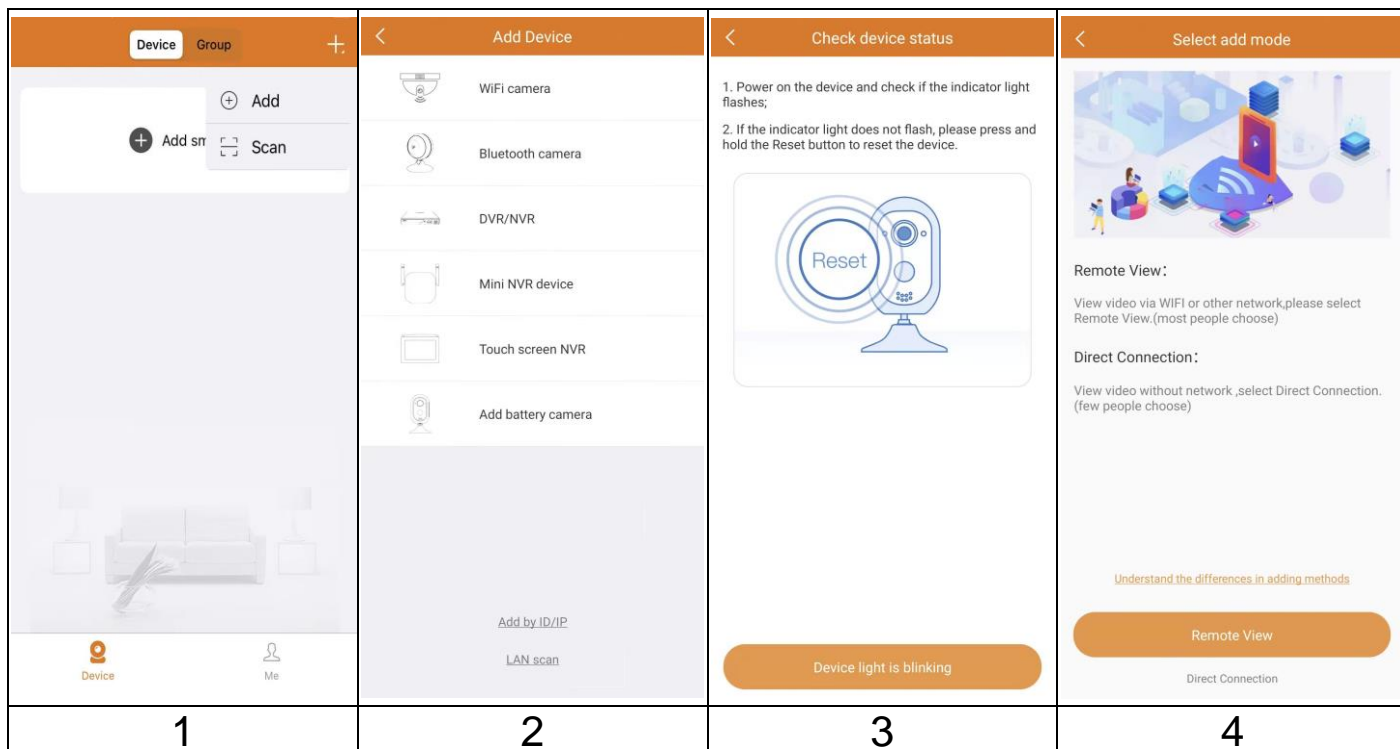 Device Group
Add
Add sm
Scan
Device
Me
1
Add Device
WiFi camera
Bluetooth camera
DVR/NVR
Mini NVR device
Touch screen NVR
Add battery camera
Add by ID/IP
LAN scan
2
Check device status
1. Power on the device and check if the indicator light
flashes;
2. If the indicator light does not flash, please press and
hold the Reset button to reset the device.
Reset
Device light is blinking
3
Select add mode
Remote View：
View video via WIFI or other network,please select
Remote View.(most people choose)
Direct Connection：
View video without network ,select Direct Connection.
(few people choose)
Understand the differences in adding methods
Remote View
Direct Connection
4